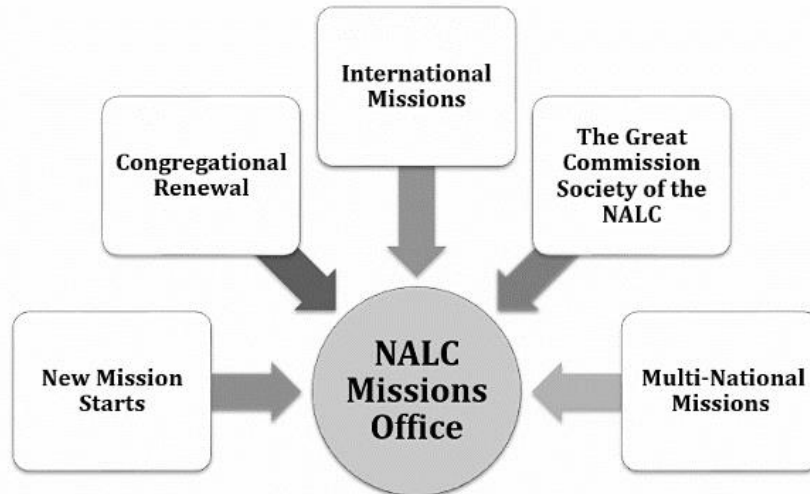 International
Missions
Congregational
Renewal
The Great
Commission
Society of the
NALC
New Mission
Starts
NALC
Missions
Office
Multi-National
Missions